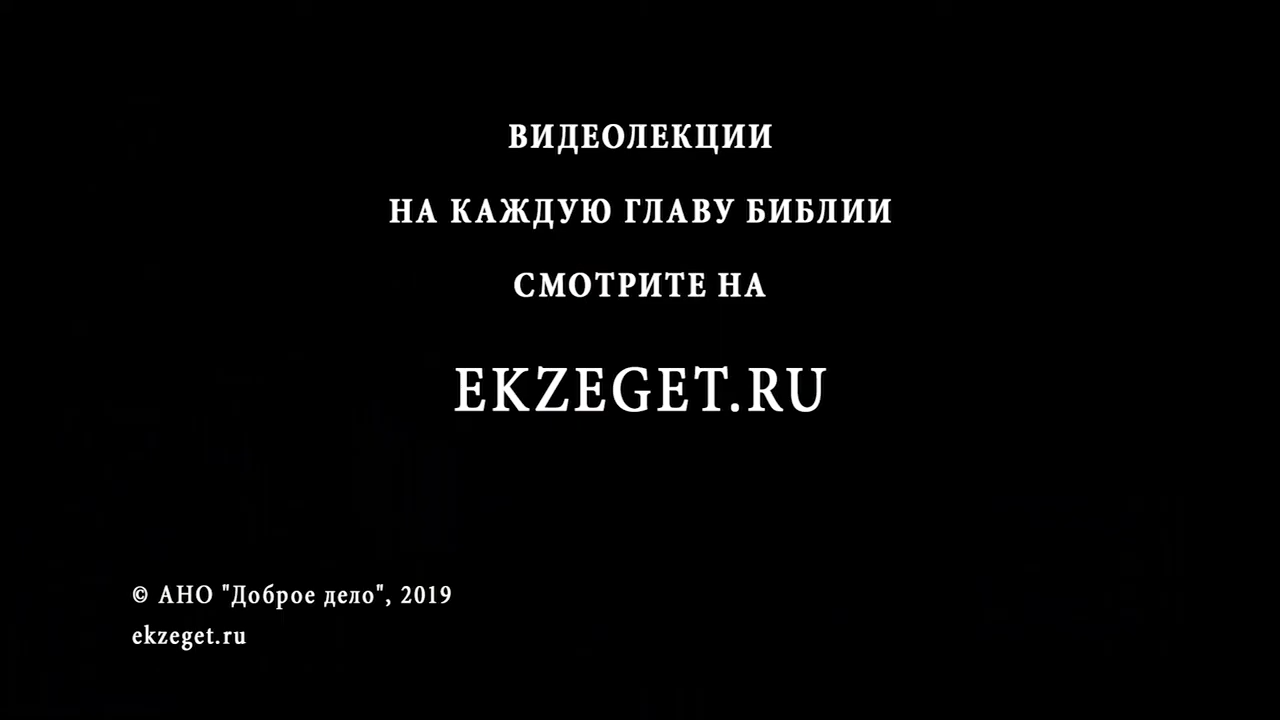 ВИДЕОЛЕКЦИИ
НА КАЖДУЮ ГЛАВУ БИБЛИИ
СМОТРИТЕ НА
EKZEGET.RU
© АНО "Доброе дело", 2019
ekzeget.ru